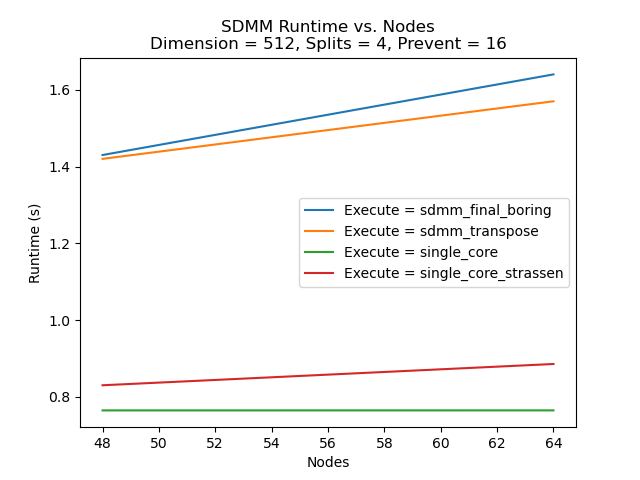 SDMM Runtime vs. Nodes
Dimension = 512, Splits = 4, Prevent = 16
Runtime (s)
1.6
1.4
1.2
1.0
0.8
Execute = sdmm_final_boring
Execute = sdmm_transpose
Execute = single_core
Execute = single_core_strassen
48 50 52 54 56 58 60 62 64
Nodes